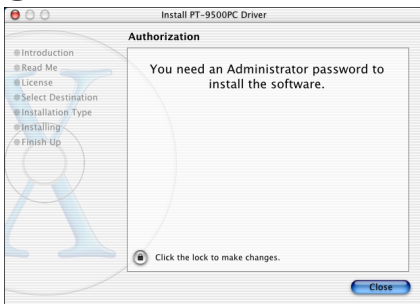 Install PT-9500PC Driver
Authorization
Introduction
Read Me
License
Select Destination
Installation Type
Installing
Finish Up
You need an Administrator password to
install the software.
Click the lock to make changes.
Close